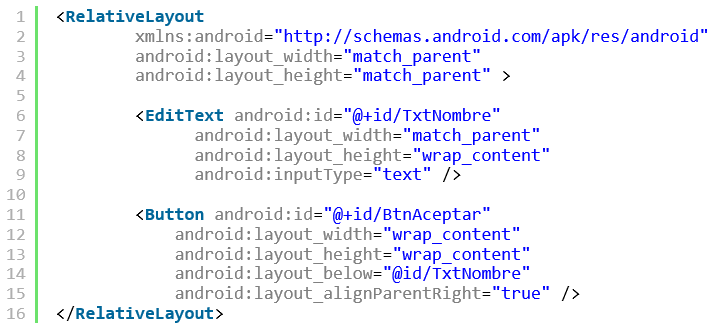 1 <RelativeLayout
2 xmlns:android="http://schemas.android.com/apk/res/android"
3 android:layout_width="match_parent"
4 android:layout_height="match_parent" >
5
6 <EditText android:id="@+id/TxtNombre"
7 android:layout_width="match_parent"
8 android:layout_height="wrap_content"
9 android:inputType="text" />
10
11 <Button android:id="@+id/BtnAceptar"
12 android:layout_width="wrap_content"
13 android:layout_height="wrap_content"
14 android:layout_below="@id/TxtNombre"
15 android:layout_alignParentRight="true" />
16 </RelativeLayout>